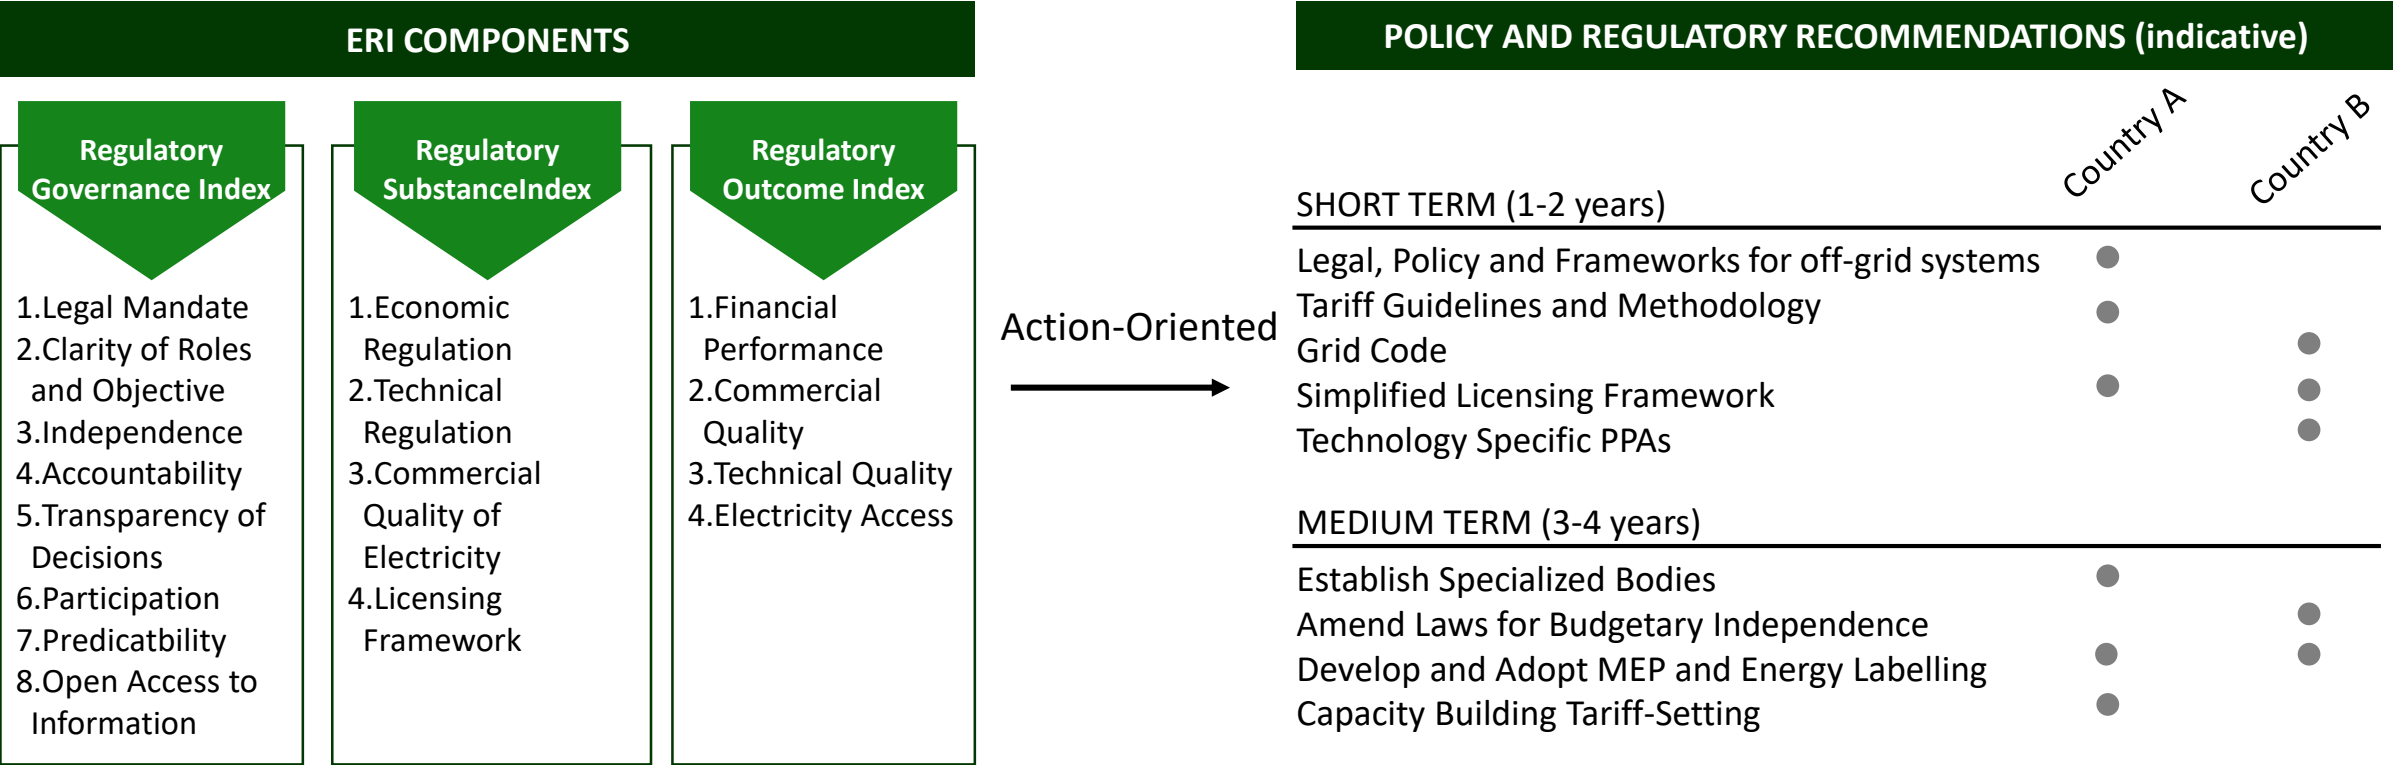 ERI COMPONENTS
Regulatory
Governance Index
1.Legal Mandate
2.Clarity of Roles
and Objective
3.Independence
4.Accountability
5.Transparency of
Decisions
6.Participation
7.Predicatbility
8.Open Access to
Information
Regulatory
SubstanceIndex
1.Economic
Regulation
2.Technical
Regulation
3.Commercial
Quality of
Electricity
4.Licensing
Framework
Regulatory
Outcome Index
1.Financial
Performance
2.Commercial
Quality
3.Technical Quality
4.Electricity Access
Action-Oriented
POLICY AND REGULATORY RECOMMENDATIONS (indicative)
Country A
Country B
SHORT TERM (1-2 years)
Legal, Policy and Frameworks for off-grid systems
Tariff Guidelines and Methodology
Grid Code
Simplified Licensing Framework
Technology Specific PPAs
MEDIUM TERM (3-4 years)
Establish Specialized Bodies
Amend Laws for Budgetary Independence
Develop and Adopt MEP and Energy Labelling
Capacity Building Tariff-Setting